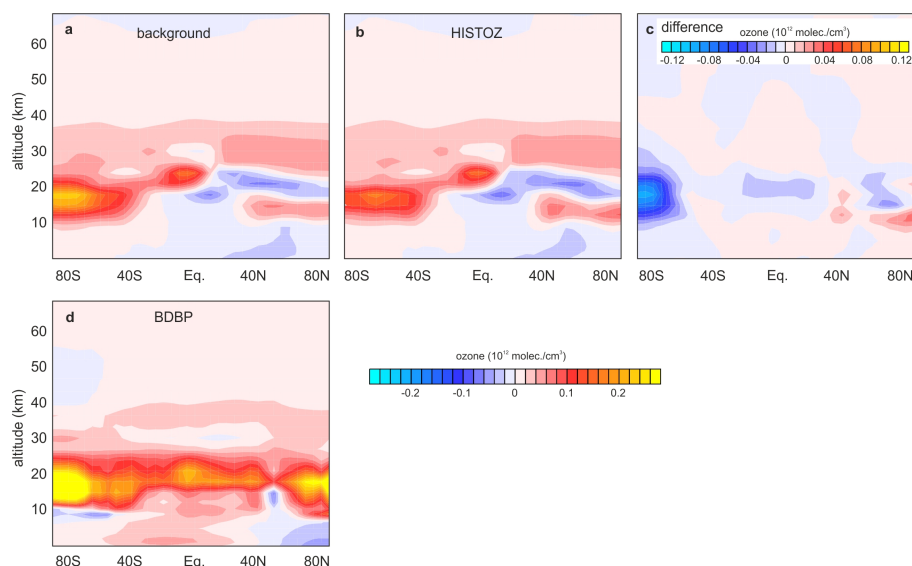 a
background
altitude (km)
60
50
40
30
20
10
80S 40S Eq. 40N 80N
b
HISTOZ
80S 40S Eq. 40N 80N
c difference
ozone (10¹² molec./cm³)
-0.12 -0.08 -0.04 0 0.04 0.08 0.12
80S 40S Eq. 40N 80N
d BDBP
altitude (km)
60
50
40
30
20
10
80S 40S Eq. 40N 80N
ozone (10¹² molec./cm³)
-0.2 -0.1 0 0.1 0.2